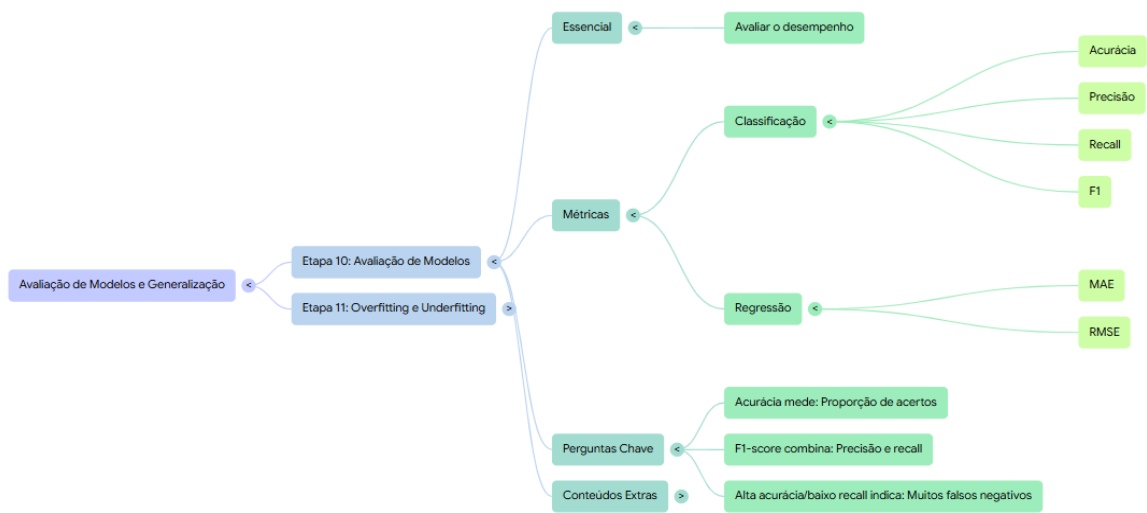 Avaliação de Modelos e Generalização
<
Etapa 10: Avaliação de Modelos
<
Etapa 11: Overfitting e Underfitting
>
Essencial
<
Avaliar o desempenho
Métricas
<
Classificação
<
Acurácia
Precisão
Recall
F1
Regressão
<
MAE
RMSE
Perguntas Chave
<
Acurácia mede: Proporção de acertos
F1-score combina: Precisão e recall
Alta acurácia/baixo recall indica: Muitos falsos negativos
Conteúdos Extras
>